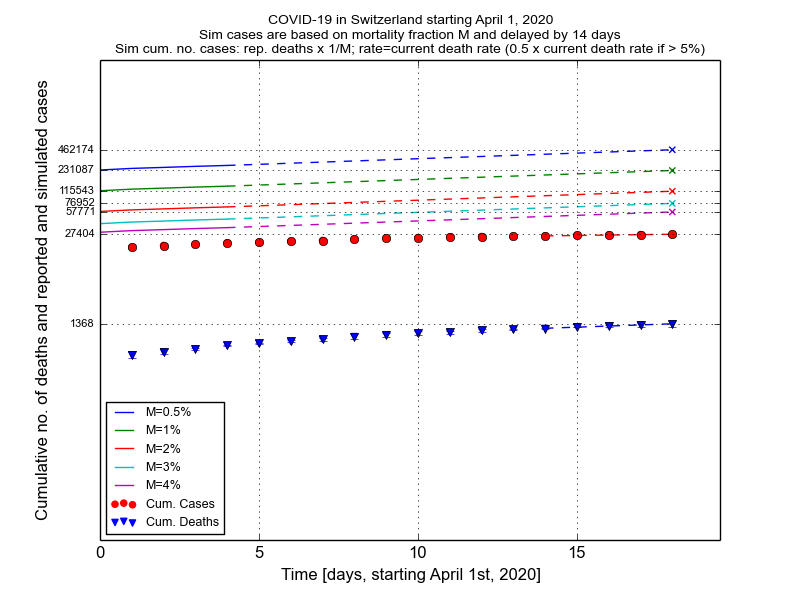 COVID-19 in Switzerland starting April 1, 2020
Sim cases are based on mortality fraction M and delayed by 14 days
Sim cum. no. cases: rep. deaths x 1/M; rate=current death rate (0.5 x current death rate if > 5%)
Cumulative no. of deaths and reported and simulated cases
462174
231087
115543
76952
57771
27404
1368
M=0.5%
M=1%
M=2%
M=3%
M=4%
Cum. Cases
Cum. Deaths
0 5 10 15
Time [days, starting April 1st, 2020]